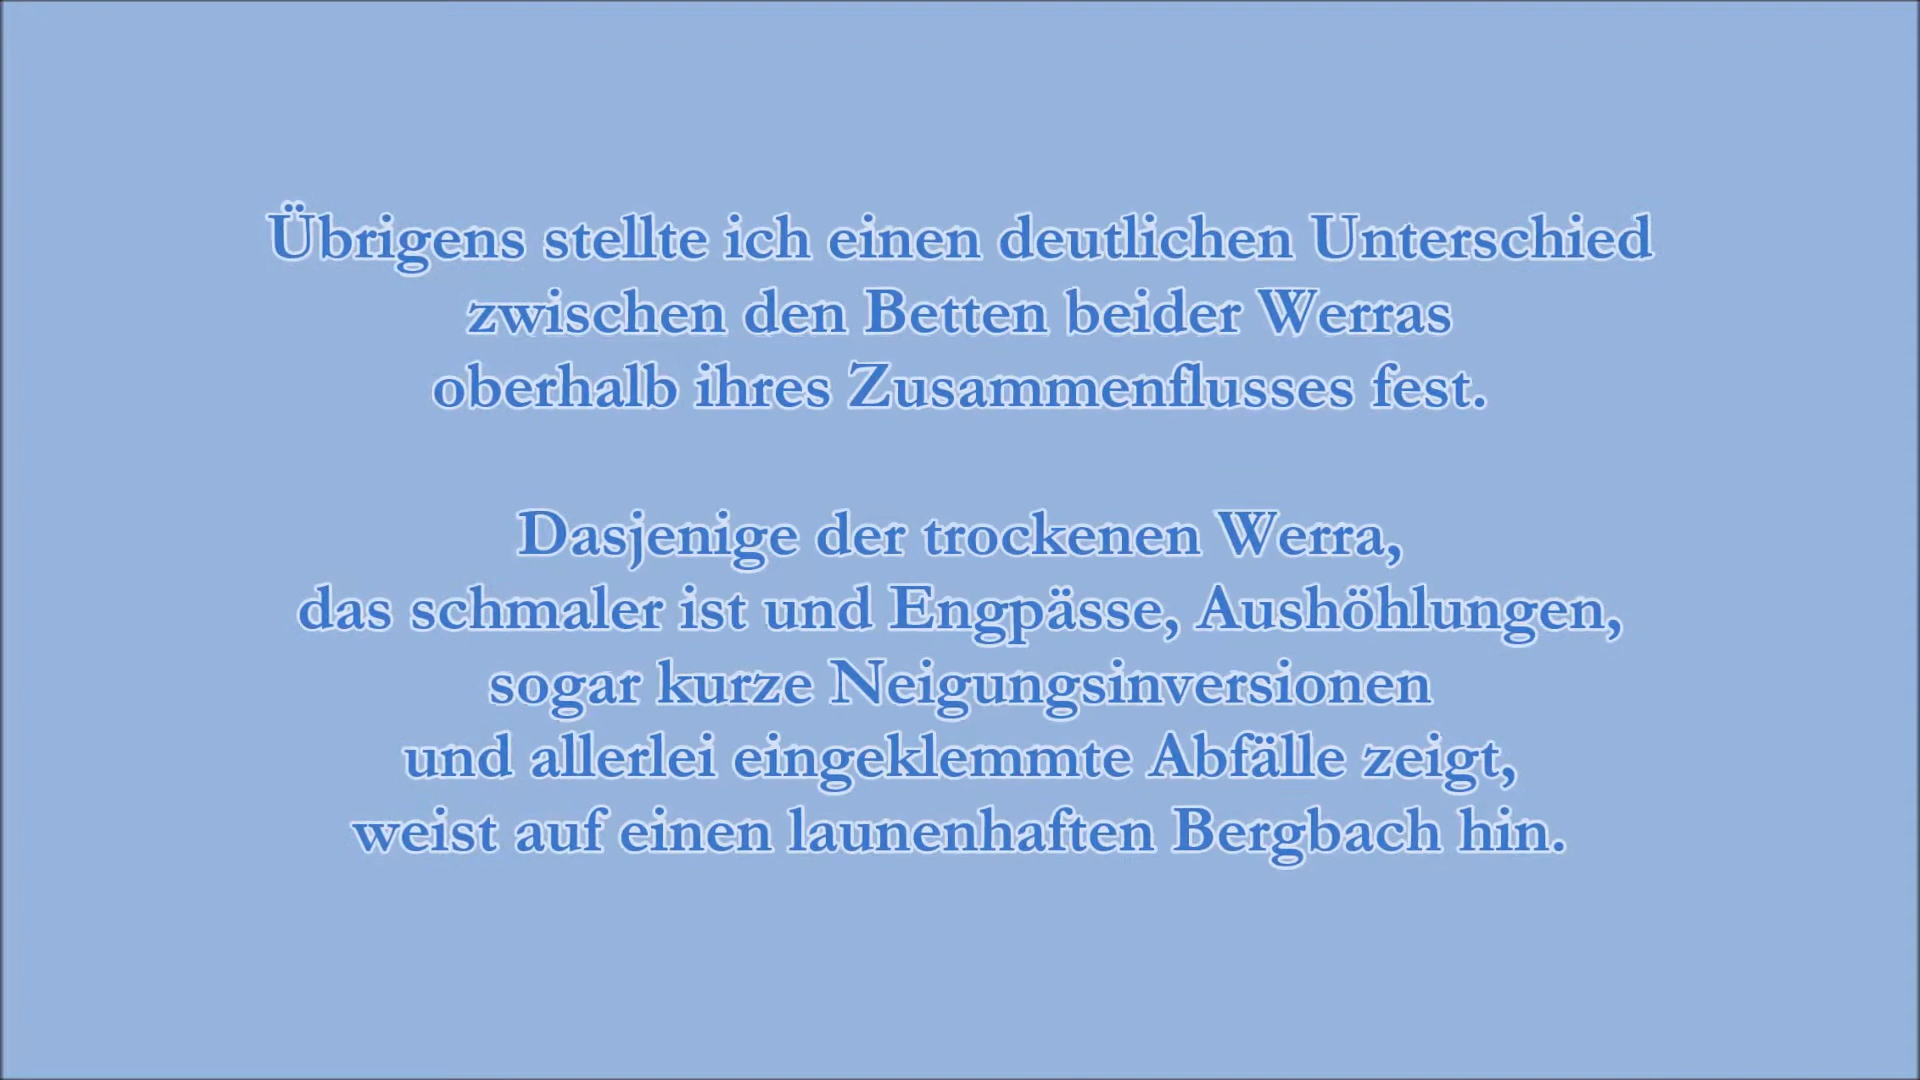 Übrigens stellte ich einen deutlichen Unterschied
zwischen den Betten beider Werras
oberhalb ihres Zusammenflusses fest.
Dasjenige der trockenen Werra,
das schmaler ist und Engpässe, Aushöhlungen,
sogar kurze Neigungsinversionen
und allerlei eingeklemmte Abfälle zeigt,
weist auf einen launenhaften Bergbach hin.